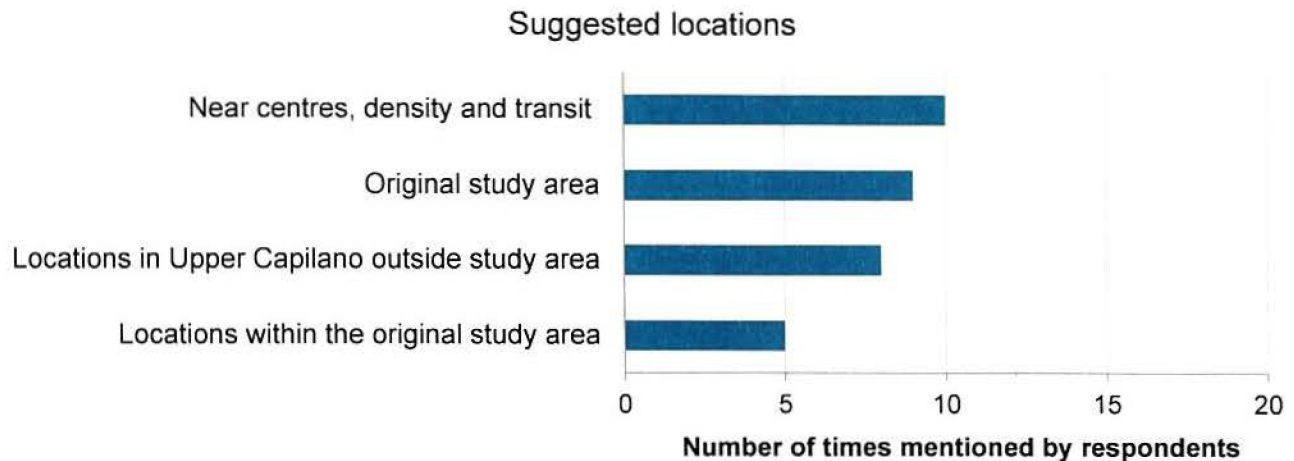 Suggested locations
Near centres, density and transit
Original study area
Locations in Upper Capilano outside study area
Locations within the original study area
0 5 10 15 20
Number of times mentioned by respondents